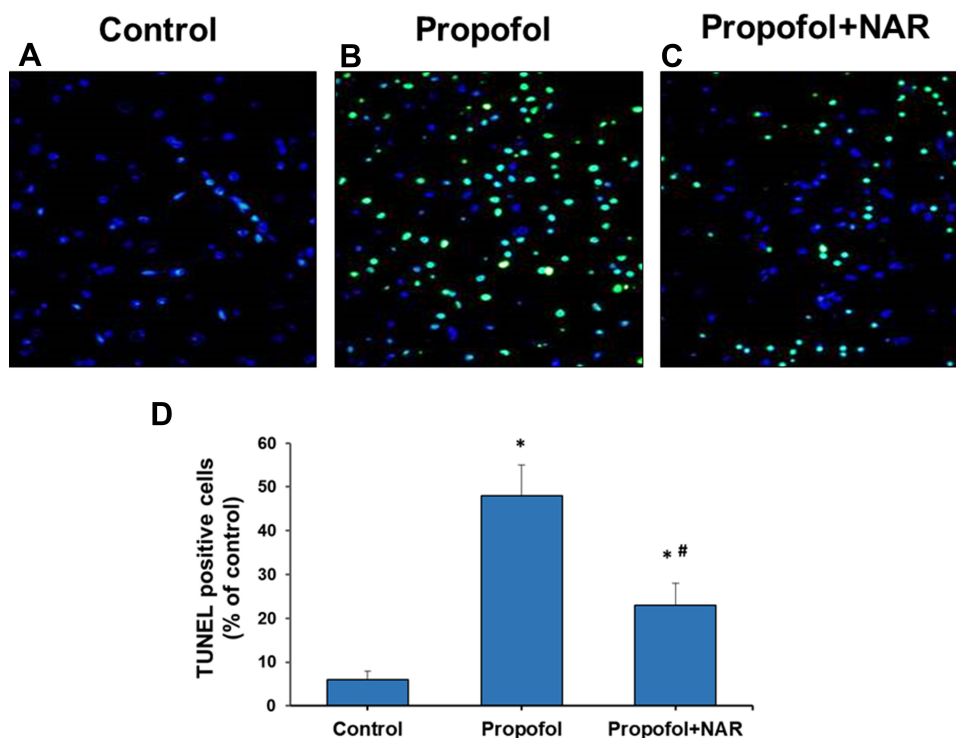 Control Propofol Propofol+NAR
A B C
D
TUNEL positive cells
(% of control)
60
50
40
30
20
10
0
*
* #
Control Propofol Propofol+NAR